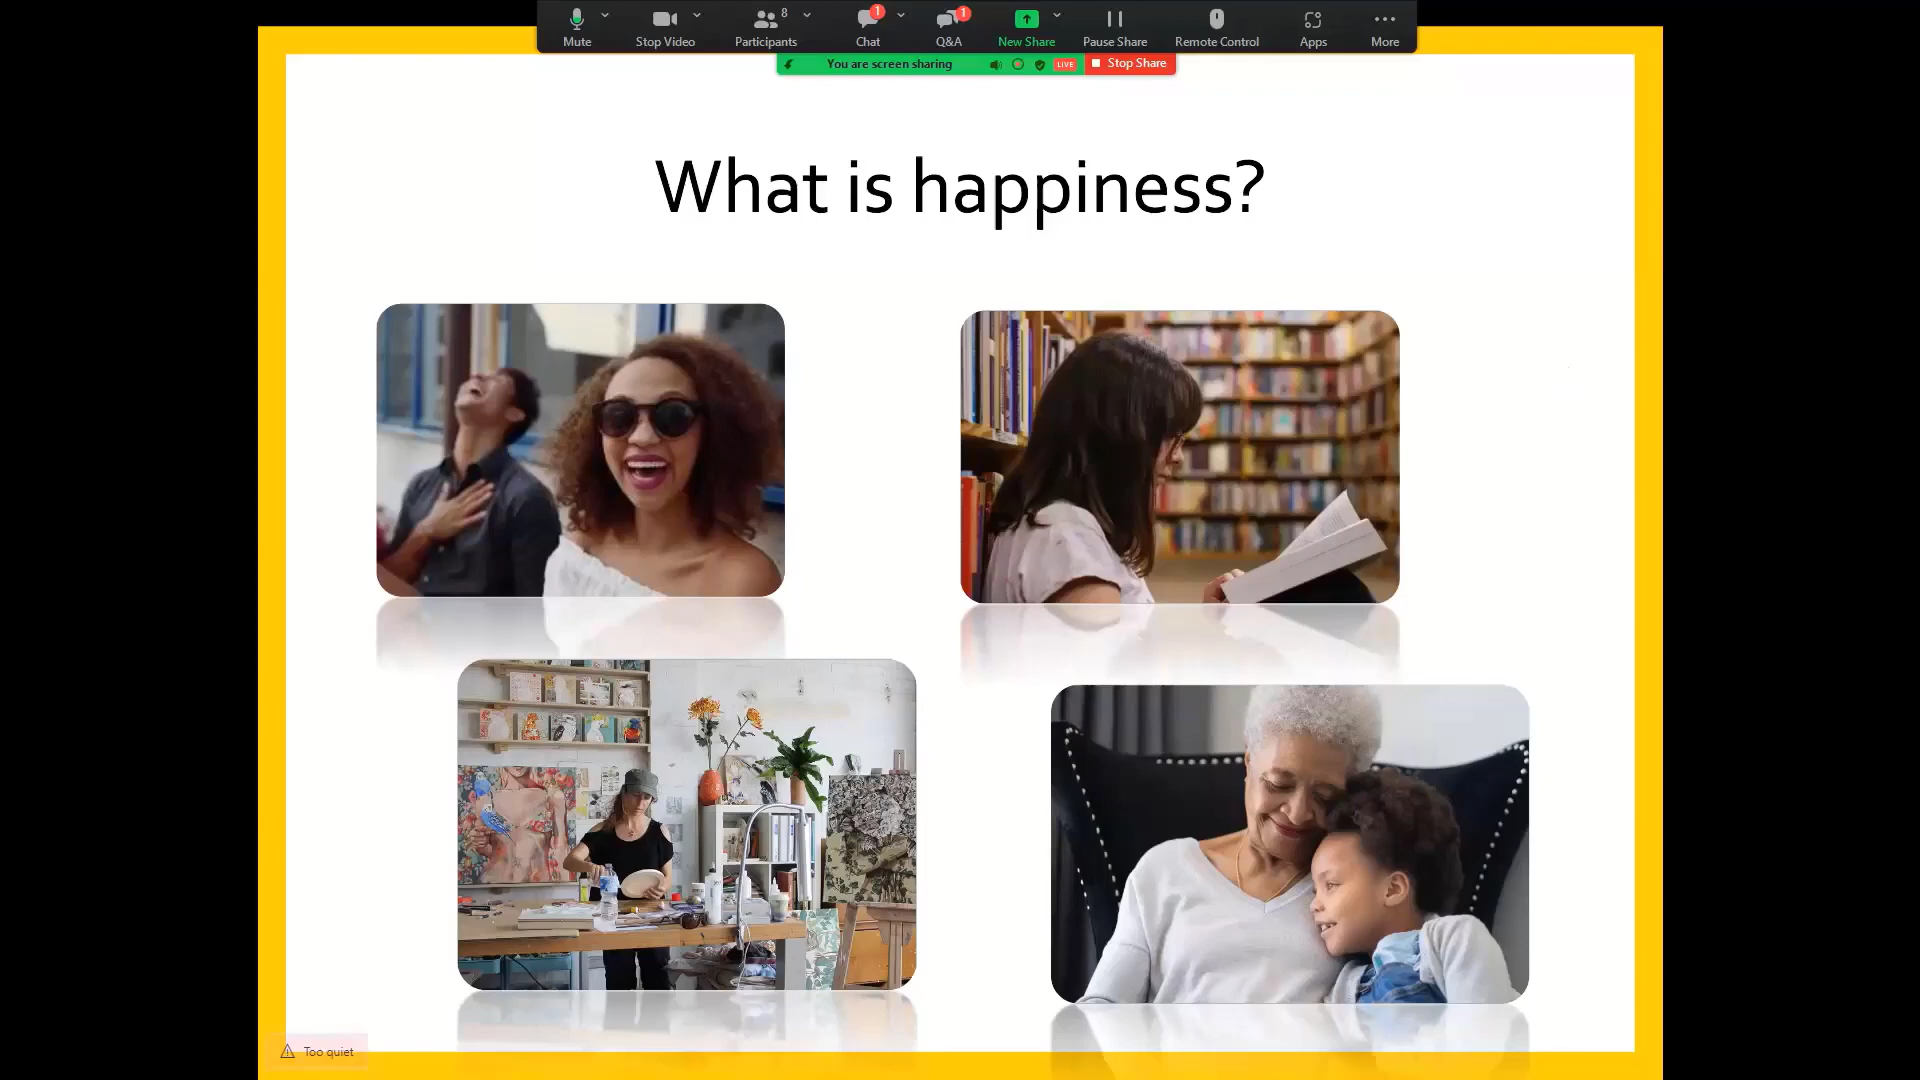 8
1
1
Mute
Stop Video
Participants
Chat
Q&A
New Share
Pause Share
Remote Control
Apps
More
You are screen sharing
LIVE
Stop Share
What is happiness?
Too quiet